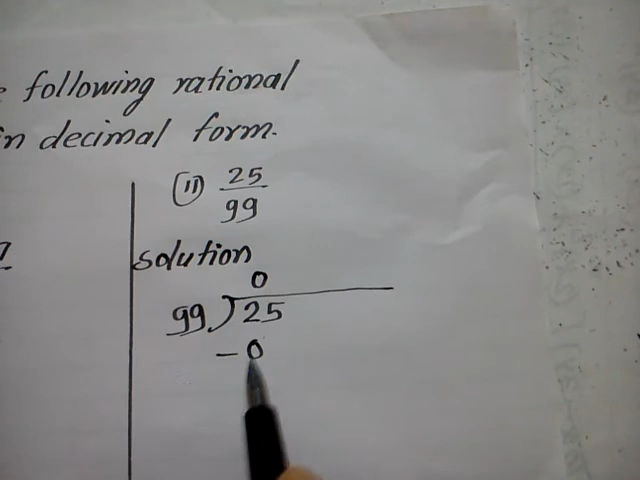 following rational
in decimal form.
(ii) 25/99
solution
0
99) 25
- 0